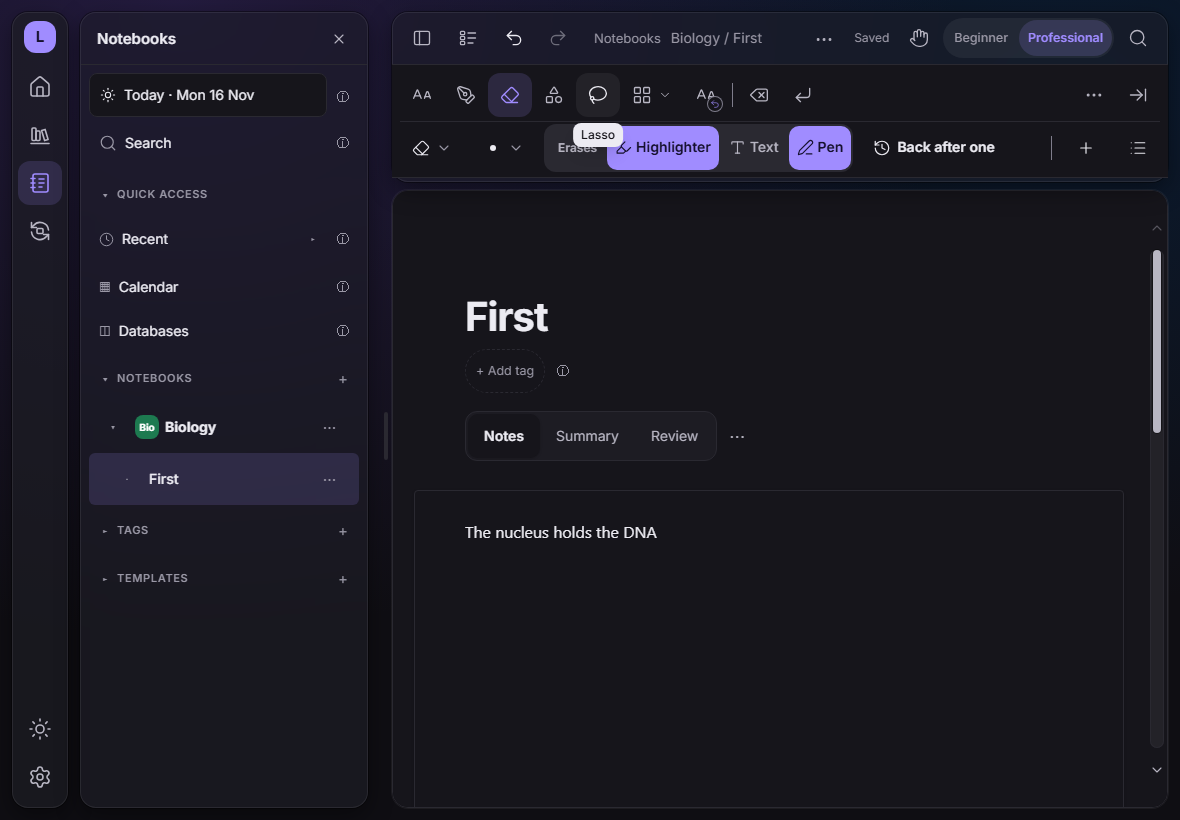 L
Notebooks
Today · Mon 16 Nov
Search
QUICK ACCESS
Recent
Calendar
Databases
NOTEBOOKS
Bio Biology
First
TAGS
TEMPLATES
Notebooks Biology / First
Saved
Beginner Professional
AA
AA
Lasso
Erases Highlighter Text Pen Back after one
First
+ Add tag
Notes Summary Review
The nucleus holds the DNA